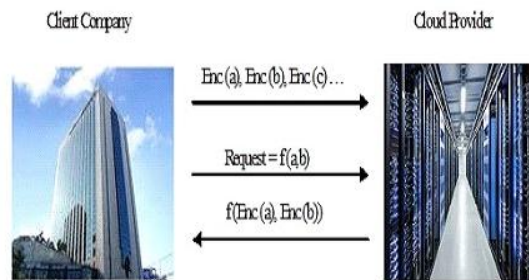 Client Company
Cloud Provider
Enc (a), Enc (b), Enc (c) ...
Request = f(a,b)
f(Enc (a), Enc(b))